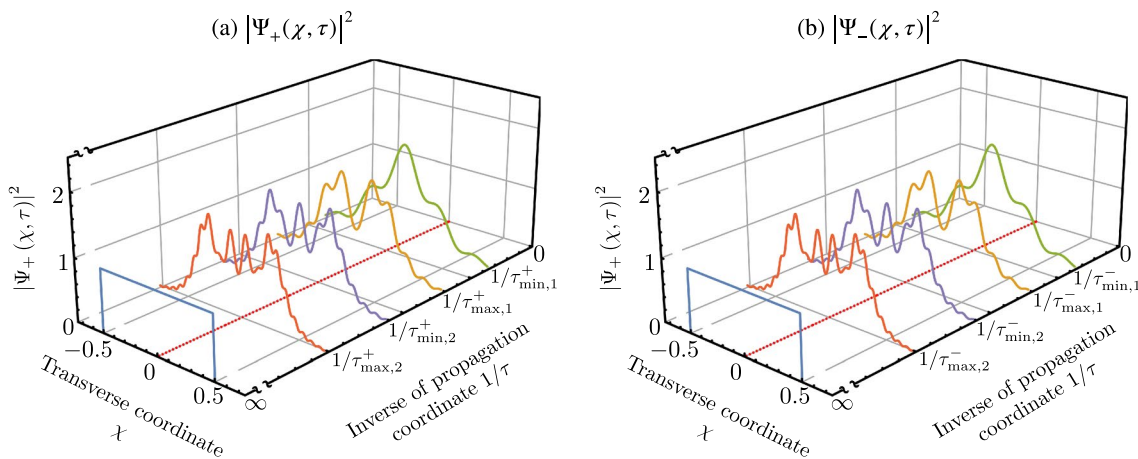 (a) |Ψ₊(χ, τ)|²
|Ψ₊(χ, τ)|²
2
1
0
−0.5
0
0.5
Transverse coordinate
χ
∞
1/τ⁺max,2
1/τ⁺min,2
1/τ⁺max,1
1/τ⁺min,1
0
Inverse of propagation
coordinate 1/τ
(b) |Ψ₋(χ, τ)|²
|Ψ₊(χ, τ)|²
2
1
0
−0.5
0
0.5
Transverse coordinate
χ
∞
1/τ⁻max,2
1/τ⁻min,2
1/τ⁻max,1
1/τ⁻min,1
0
Inverse of propagation
coordinate 1/τ